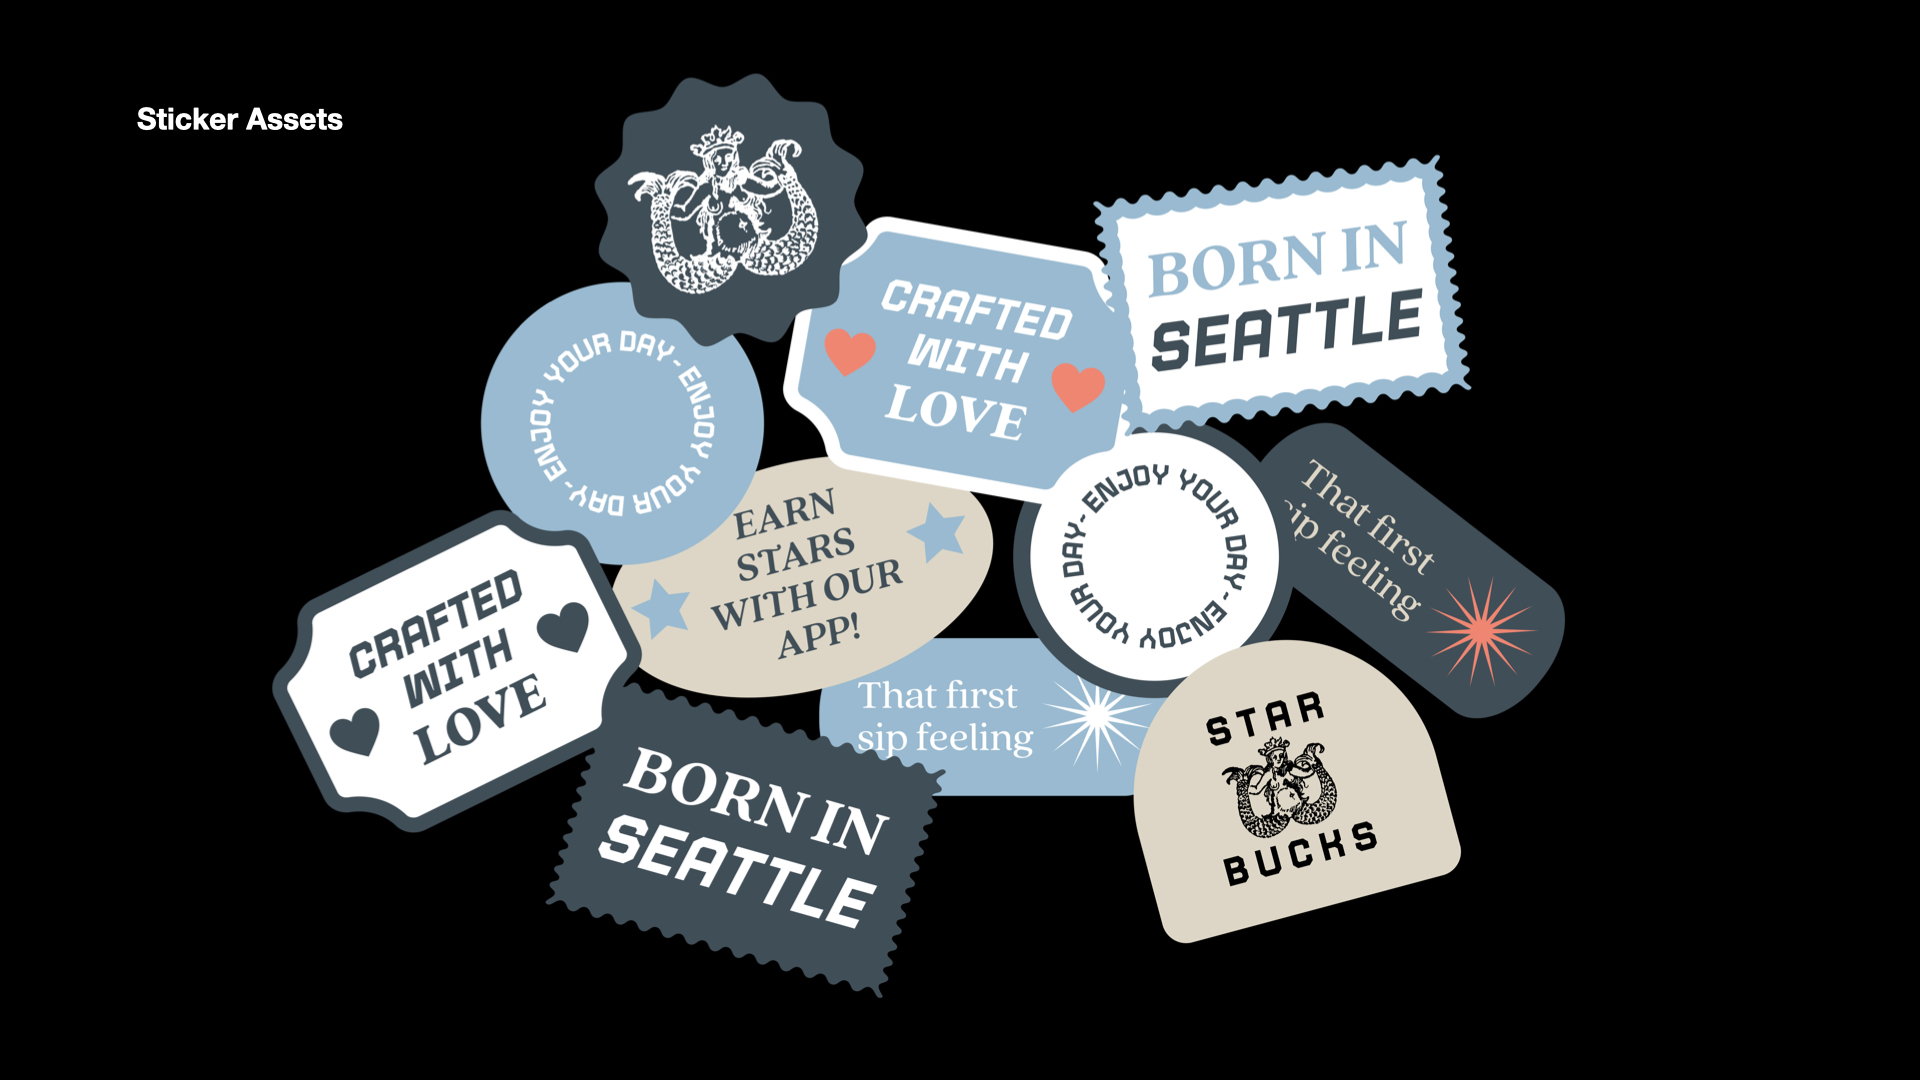 Sticker Assets
CRAFTED
WITH
LOVE
BORN IN
SEATTLE
ENJOY YOUR DAY - ENJOY YOUR DAY -
EARN
STARS
WITH OUR
APP!
ENJOY YOUR DAY - ENJOY YOUR DAY -
That first
sip feeling
CRAFTED
WITH
LOVE
That first
sip feeling
STAR
BUCKS
BORN IN
SEATTLE